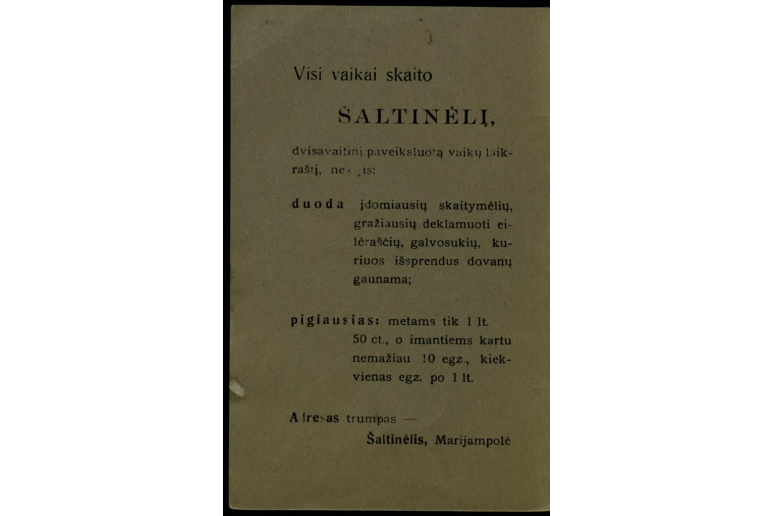 Visi vaikai skaito
ŠALTINĖLĮ,
dvisavaitinį paveiksluotą vaikų laik-
raštį, nes jis:
duoda įdomiausių skaitymėlių,
gražiausių deklamuoti ei-
lėraščių, galvosukių, ku-
riuos išsprendus dovanų
gaunama;
pigiausias: metams tik 1 lt.
50 ct., o imantiems kartu
nemažiau 10 egz., kiek-
vienas egz. po 1 lt.
Adresas trumpas —
Šaltinėlis, Marijampolė